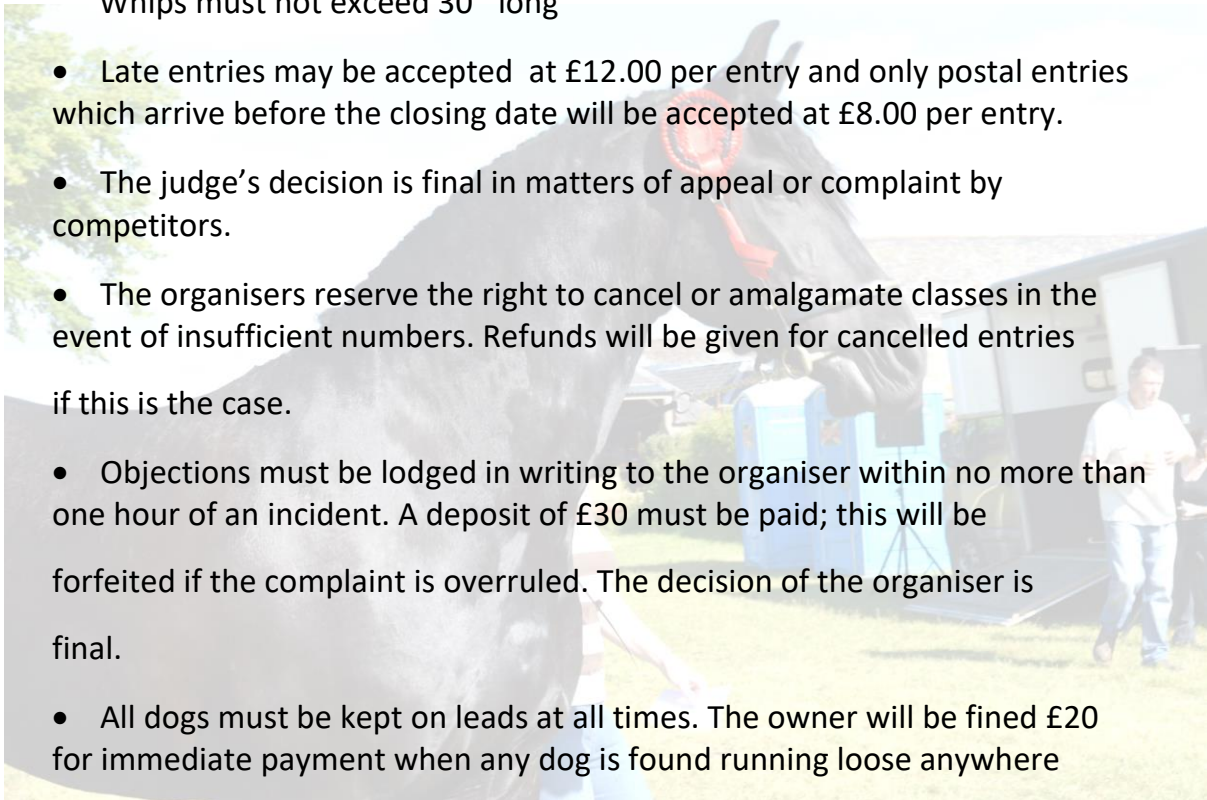 Whips must not exceed 30" long
• Late entries may be accepted at £12.00 per entry and only postal entries
which arrive before the closing date will be accepted at £8.00 per entry.
• The judge’s decision is final in matters of appeal or complaint by
competitors.
• The organisers reserve the right to cancel or amalgamate classes in the
event of insufficient numbers. Refunds will be given for cancelled entries
if this is the case.
• Objections must be lodged in writing to the organiser within no more than
one hour of an incident. A deposit of £30 must be paid; this will be
forfeited if the complaint is overruled. The decision of the organiser is
final.
• All dogs must be kept on leads at all times. The owner will be fined £20
for immediate payment when any dog is found running loose anywhere